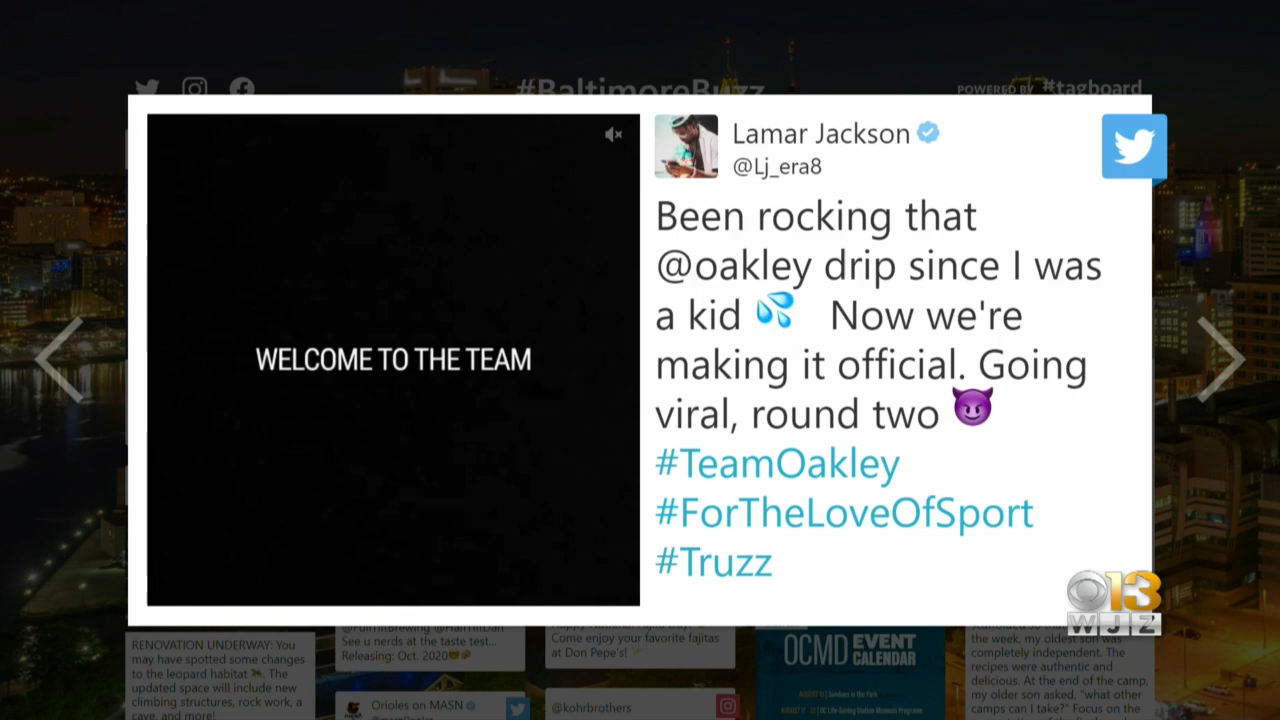 #BaltimoreBuzz
POWERED BY #tagboard
WELCOME TO THE TEAM
Lamar Jackson
@Lj_era8
Been rocking that
@oakley drip since I was
a kid 💦 Now we're
making it official. Going
viral, round two 😈
#TeamOakley
#ForTheLoveOfSport
#Truzz
13
WJZ
RENOVATION UNDERWAY: You
may have spotted some changes
to the leopard habitat 🐆. The
updated space will include new
climbing structures, rock work, a
cave, and more!
See u nerds at the taste test...
Releasing: Oct. 2020
Orioles on MASN
Come enjoy your favorite fajitas
at Don Pepe's! ✨
@kohrbrothers
OCMD EVENT
CALENDAR
AUGUST 11 | Sundaes in the Park
the week, my oldest son was
completely independent. The
recipes were authentic and
delicious. At the end of the camp,
my older son asked, "what other
camps can I take?" Focus on the